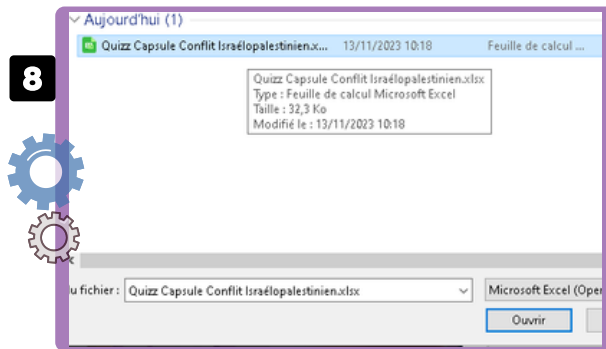 Aujourd'hui (1)
Quizz Capsule Conflit Israélopalestinien.x... 13/11/2023 10:18 Feuille de calcul ...
8
Quizz Capsule Conflit Israélopalestinien.xlsx
Type : Feuille de calcul Microsoft Excel
Taille : 32,3 Ko
Modifié le : 13/11/2023 10:18
u fichier : Quizz Capsule Conflit Israélopalestinien.xlsx Microsoft Excel (Oper
Ouvrir